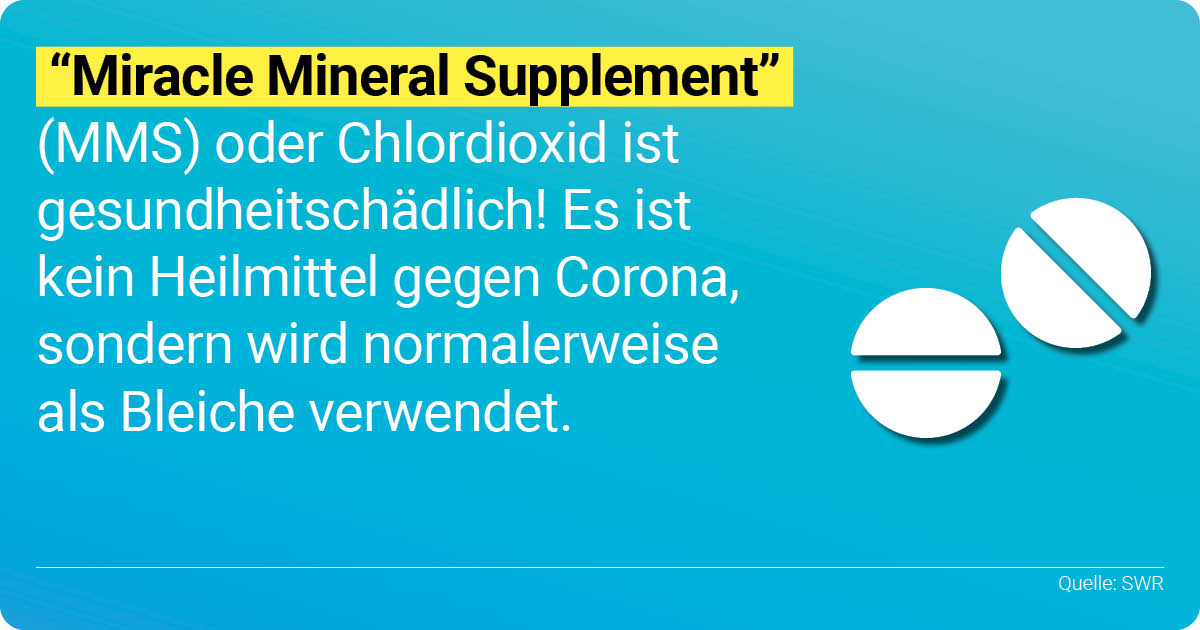 “Miracle Mineral Supplement”
(MMS) oder Chlordioxid ist
gesundheitschädlich! Es ist
kein Heilmittel gegen Corona,
sondern wird normalerweise
als Bleiche verwendet.
Quelle: SWR